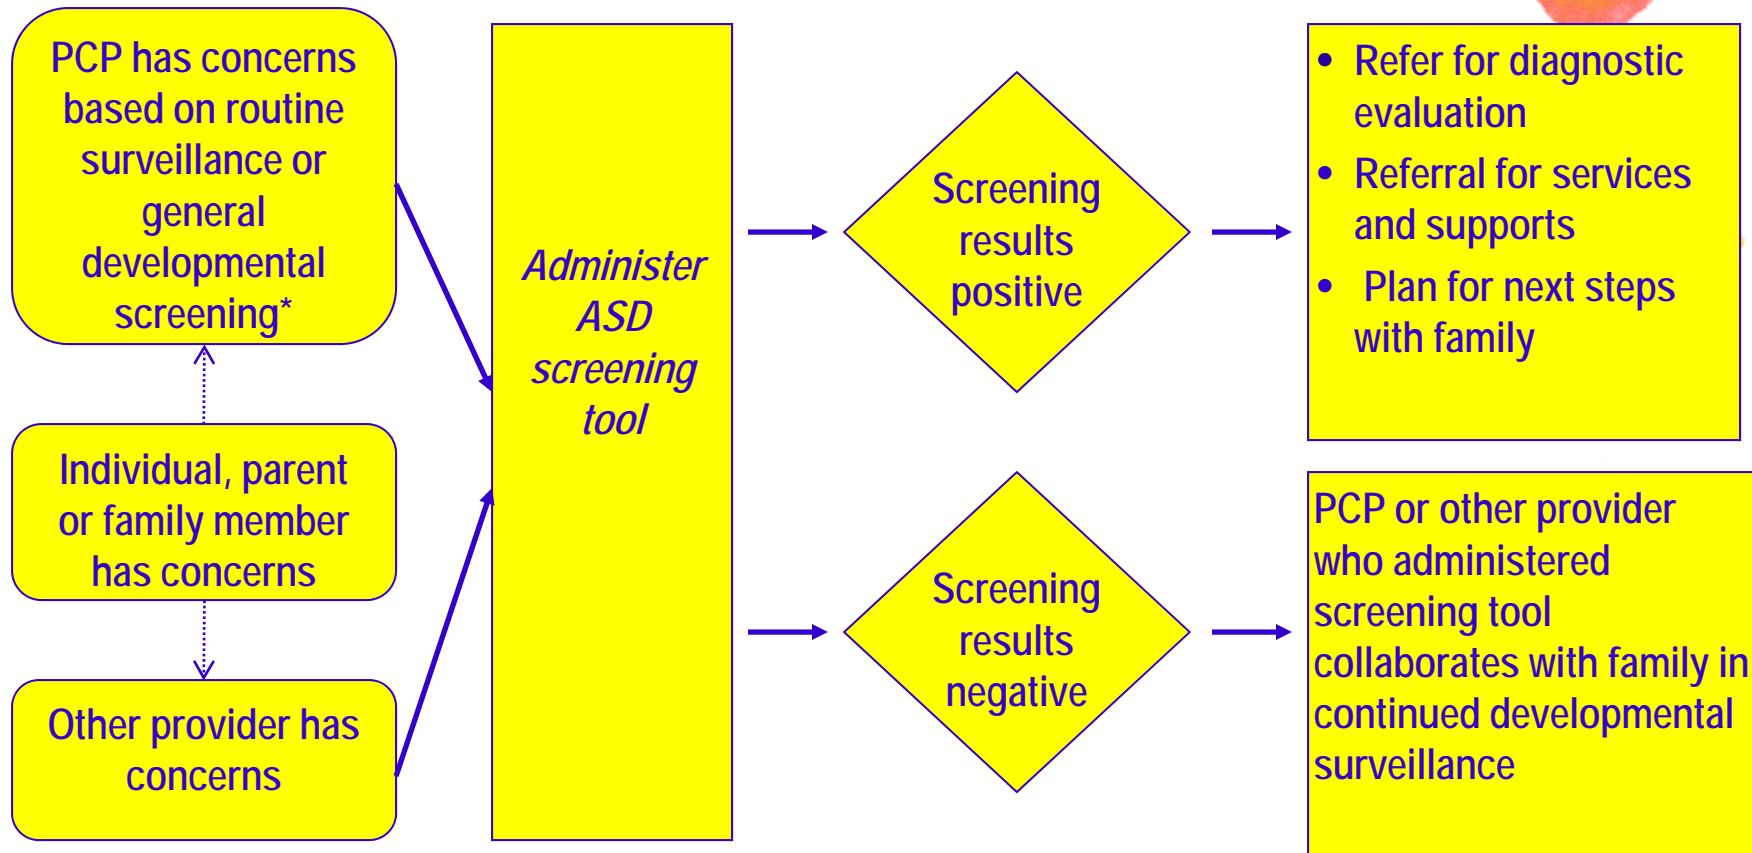 PCP has concerns
based on routine
surveillance or
general
developmental
screening*
Individual, parent
or family member
has concerns
Other provider has
concerns
Administer
ASD
screening
tool
Screening
results
positive
Screening
results
negative
• Refer for diagnostic
evaluation
• Referral for services
and supports
• Plan for next steps
with family
PCP or other provider
who administered
screening tool
collaborates with family in
continued developmental
surveillance